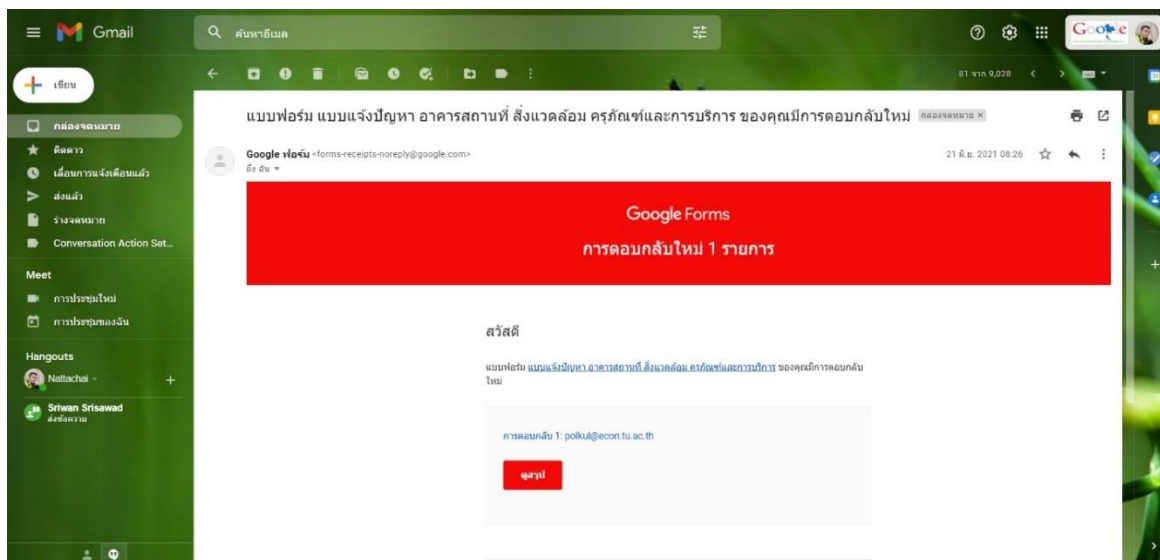 Gmail
ค้นหาอีเมล
Google
เขียน
81 จาก 9,028
กล่องจดหมาย
ติดดาว
เลื่อนการแจ้งเตือนแล้ว
ส่งแล้ว
ร่างจดหมาย
Conversation Action Set...
Meet
การประชุมใหม่
การประชุมของฉัน
Hangouts
Nattachai
Sriwan Srisawad
ส่งข้อความ
แบบฟอร์ม แบบแจ้งปัญหา อาคารสถานที่ สิ่งแวดล้อม ครุภัณฑ์และการบริการ ของคุณมีการตอบกลับใหม่ กล่องจดหมาย ×
Google ฟอร์ม <forms-receipts-noreply@google.com>
21 มิ.ย. 2021 08:26
ถึง ฉัน
Google Forms
การตอบกลับใหม่ 1 รายการ
สวัสดี
แบบฟอร์ม แบบแจ้งปัญหา อาคารสถานที่ สิ่งแวดล้อม ครุภัณฑ์และการบริการ ของคุณมีการตอบกลับ
ใหม่
การตอบกลับ 1: polkul@econ.tu.ac.th
ดูสรุป